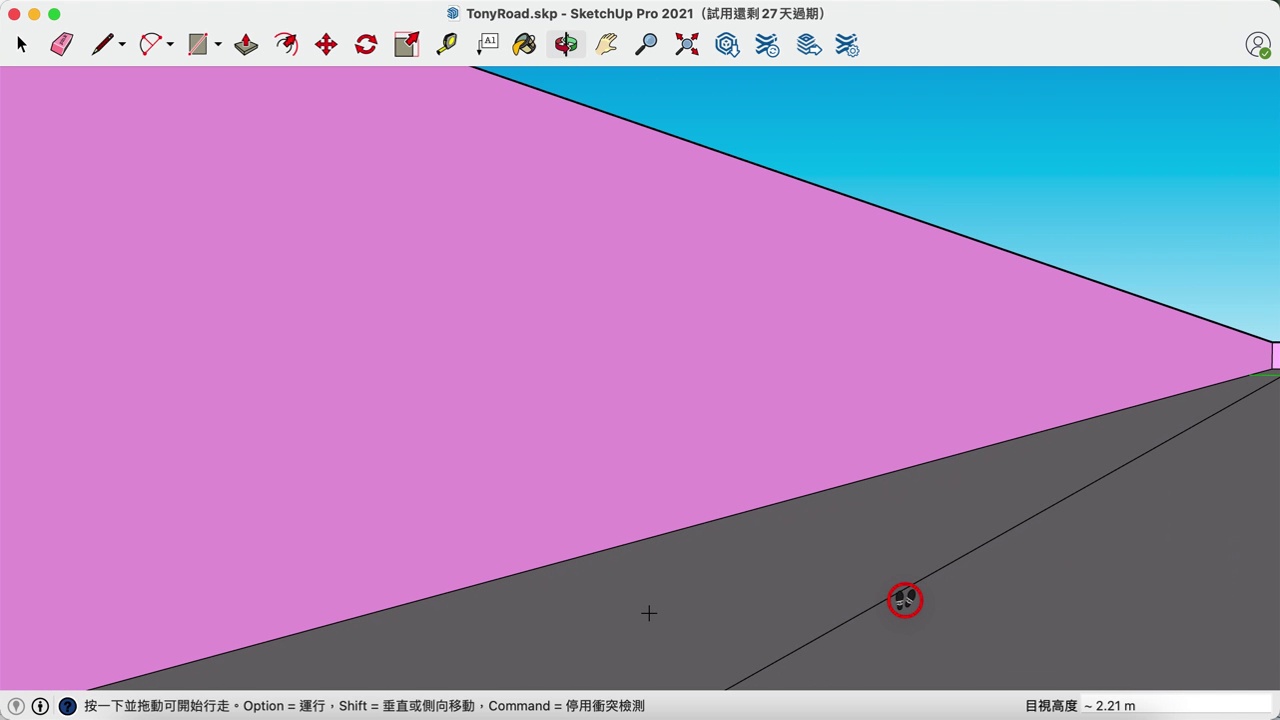 TonyRoad.skp - SketchUp Pro 2021（試用還剩 27 天過期）
A1
按一下並拖動可開始行走。Option = 運行，Shift = 垂直或側向移動，Command = 停用衝突檢測
目視高度 ~ 2.21 m